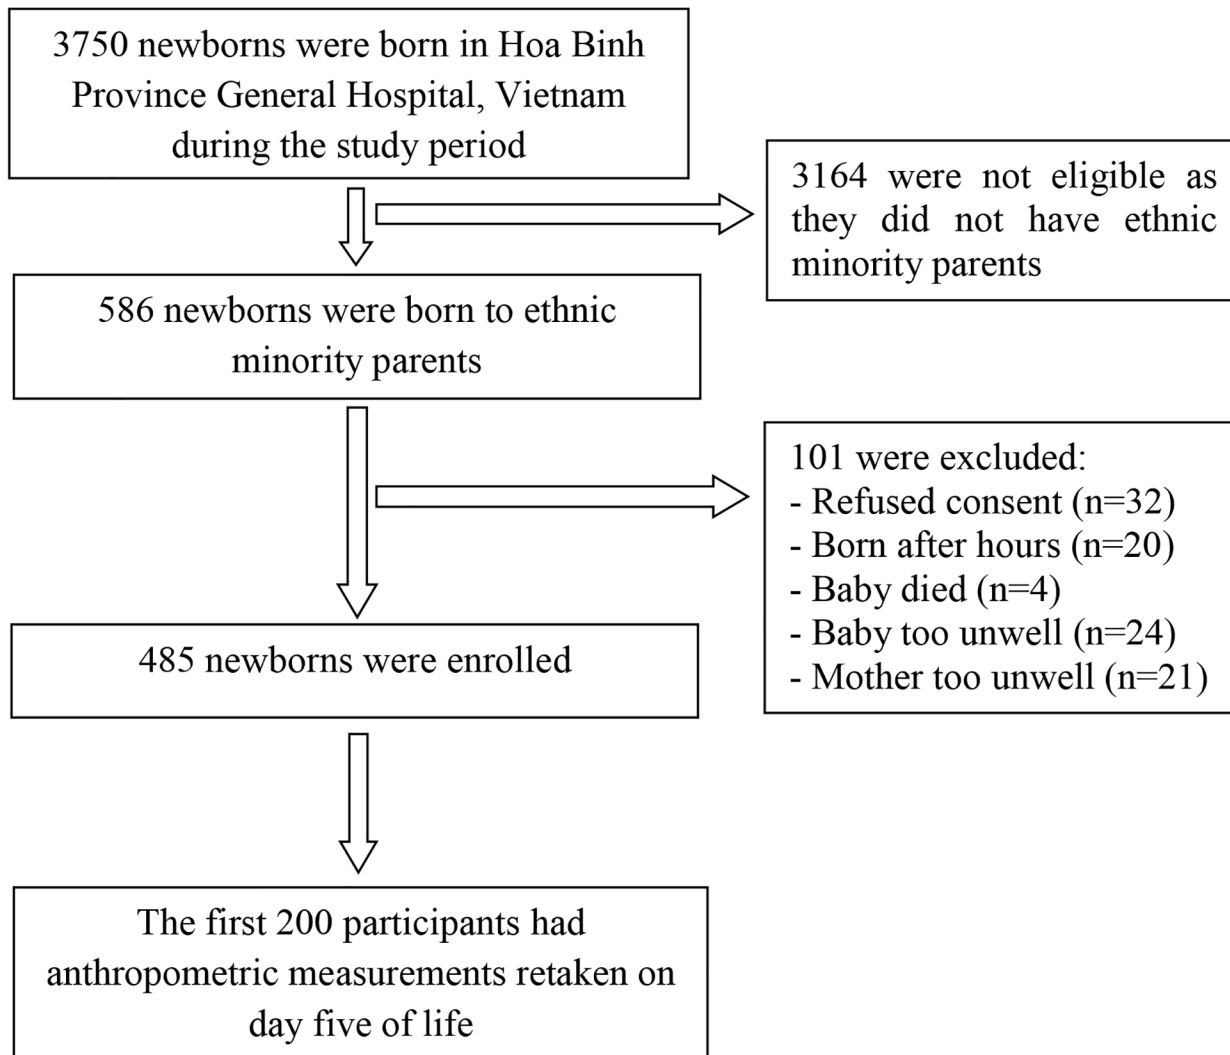 3750 newborns were born in Hoa Binh
Province General Hospital, Vietnam
during the study period
3164 were not eligible as
they did not have ethnic
minority parents
586 newborns were born to ethnic
minority parents
101 were excluded:
- Refused consent (n=32)
- Born after hours (n=20)
- Baby died (n=4)
- Baby too unwell (n=24)
- Mother too unwell (n=21)
485 newborns were enrolled
The first 200 participants had
anthropometric measurements retaken on
day five of life